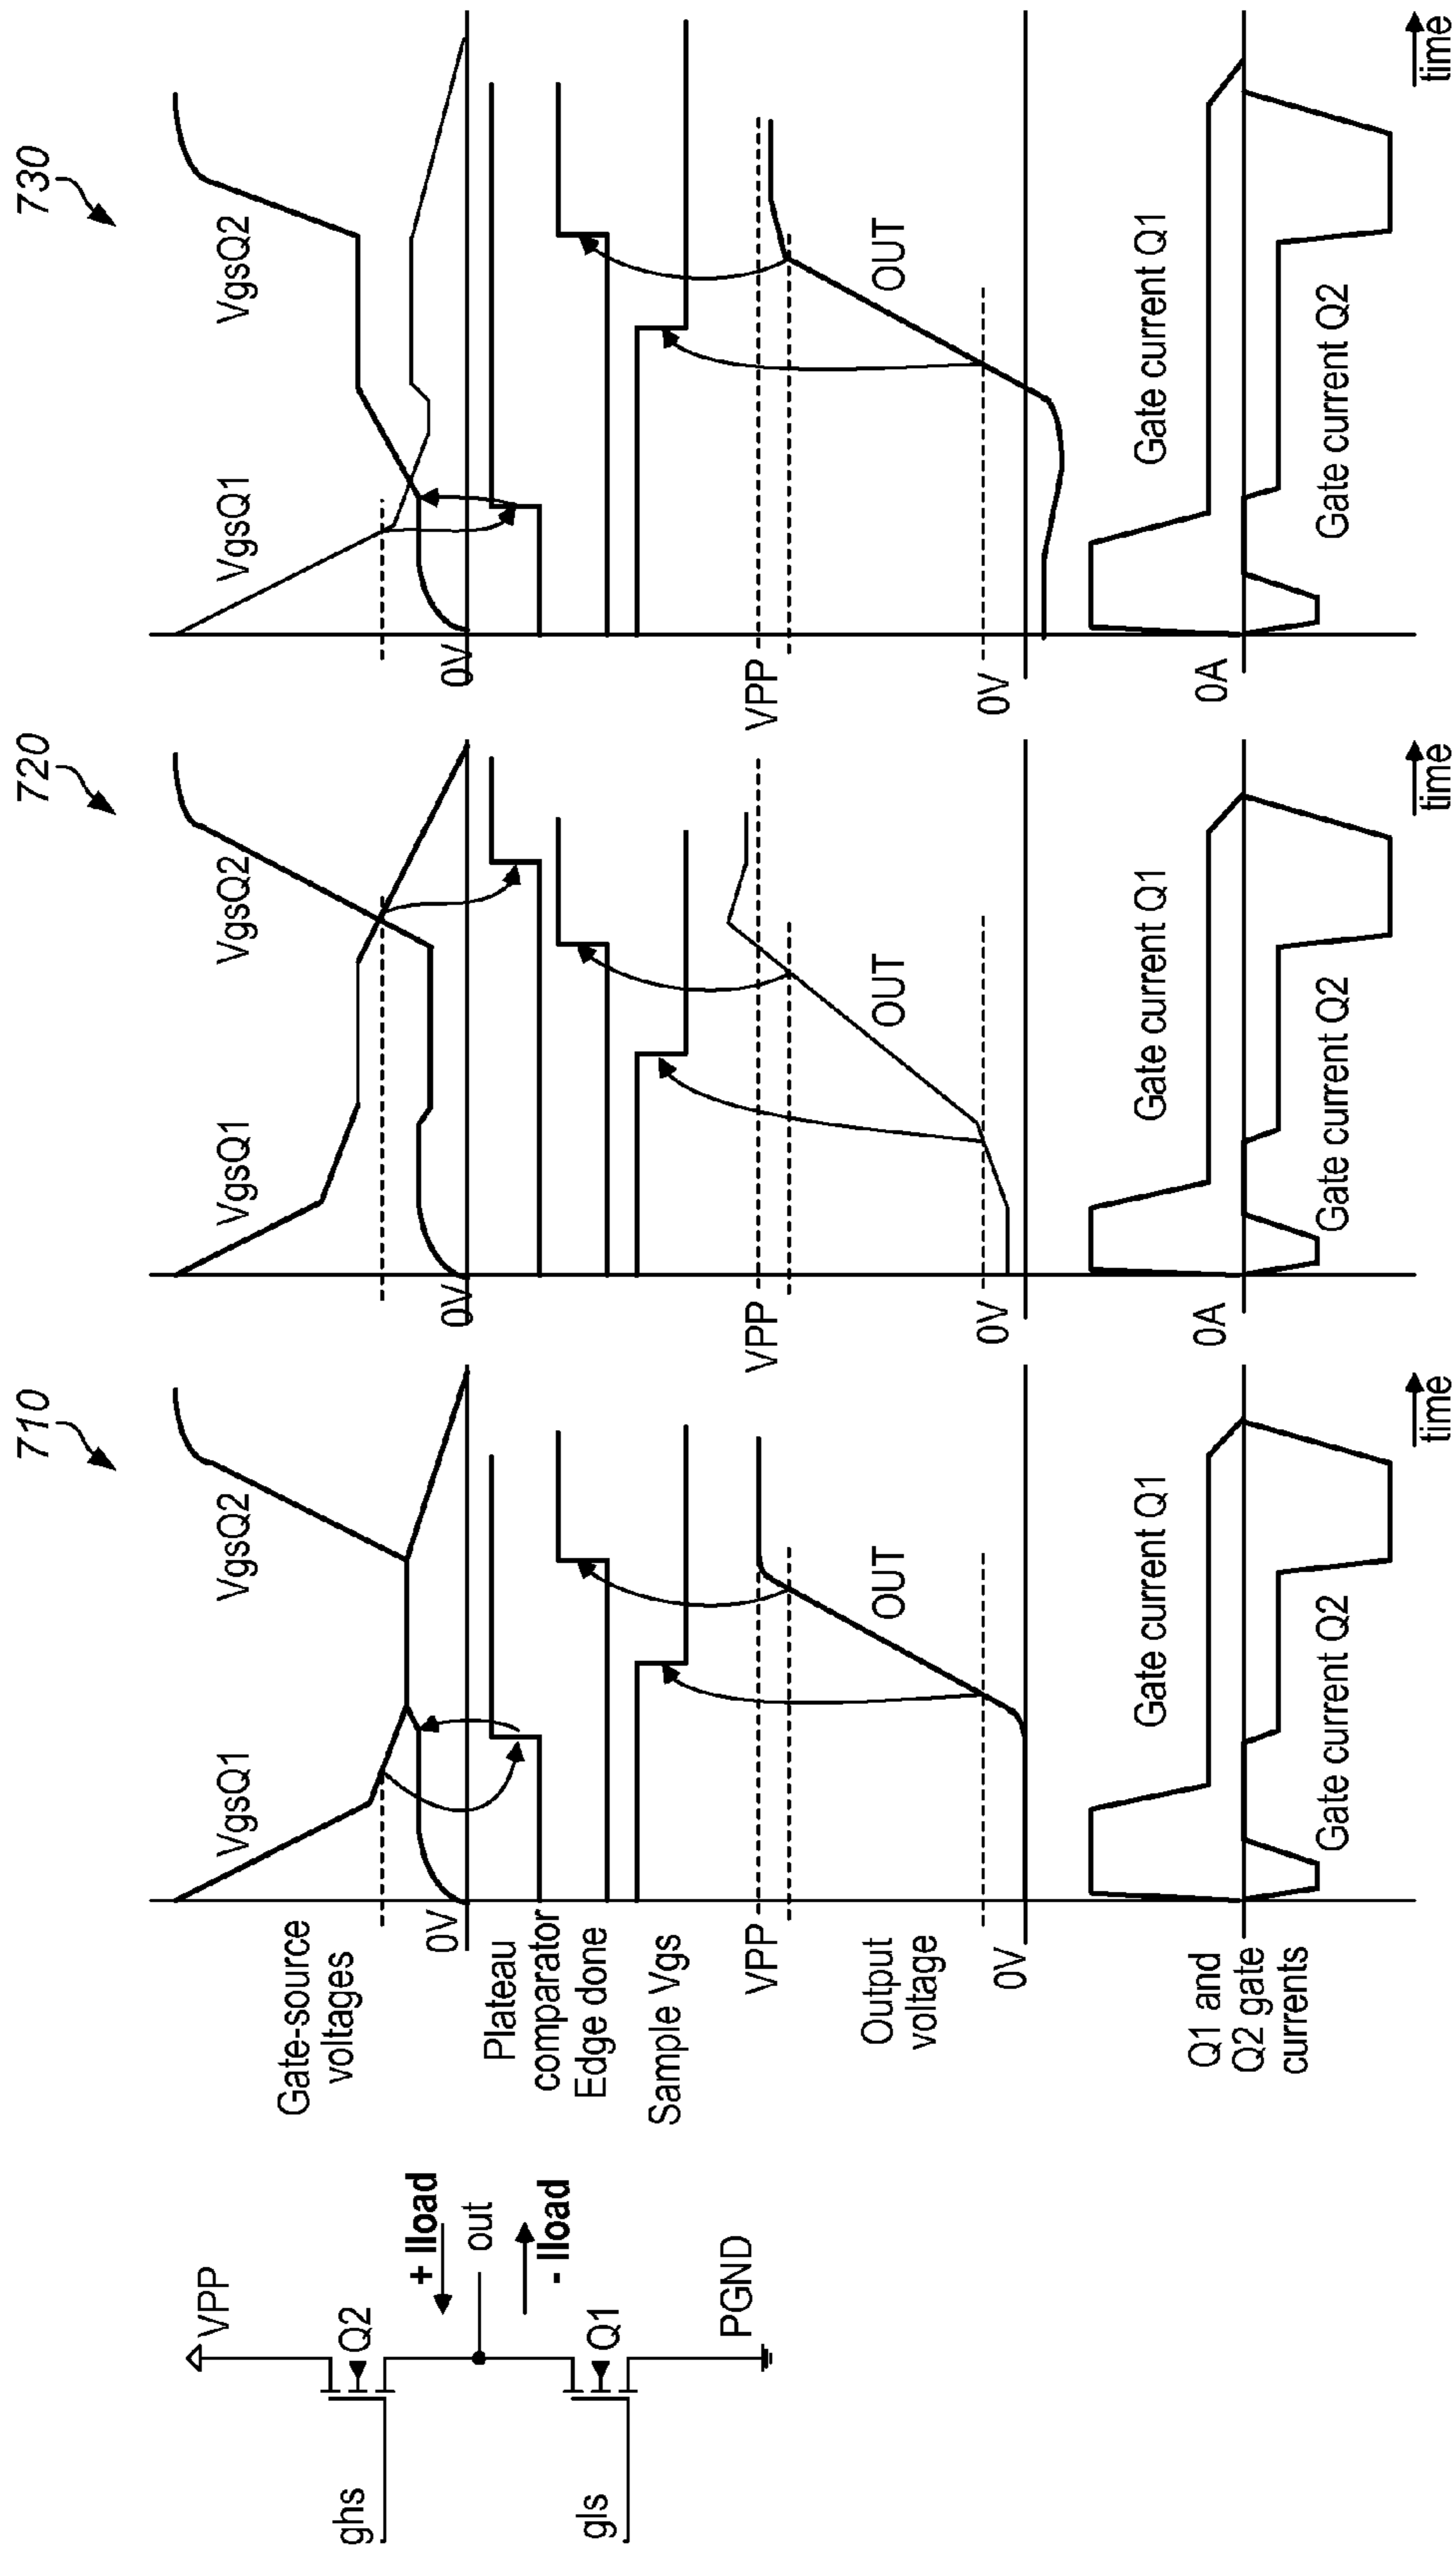 710
720
730
VPP
Q2
ghs
+ Iload
out
- Iload
Q1
gls
PGND
Gate-source
voltages
0V
Plateau
comparator
Edge done
Sample Vgs
VPP
Output
voltage
0V
Q1 and
Q2 gate
currents
VgsQ1
VgsQ2
OUT
Gate current Q1
Gate current Q2
time
VgsQ1
VgsQ2
0V
VPP
OUT
0V
0A
Gate current Q1
Gate current Q2
time
VgsQ1
VgsQ2
0V
VPP
OUT
0V
0A
Gate current Q1
Gate current Q2
time